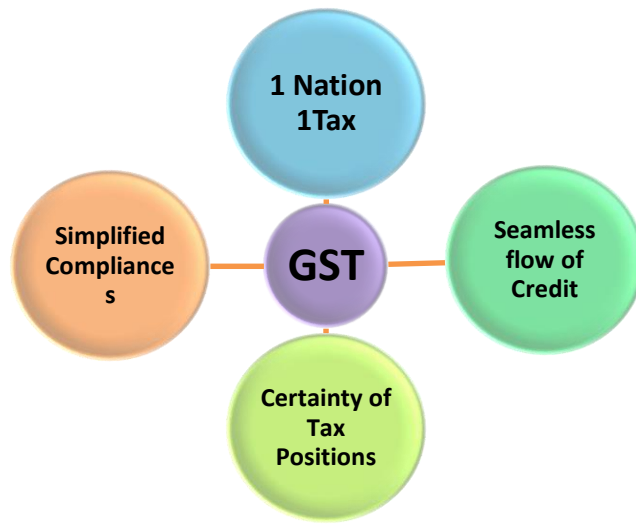 1 Nation
1Tax
Simplified
Compliance
s
GST
Seamless
flow of
Credit
Certainty of
Tax
Positions